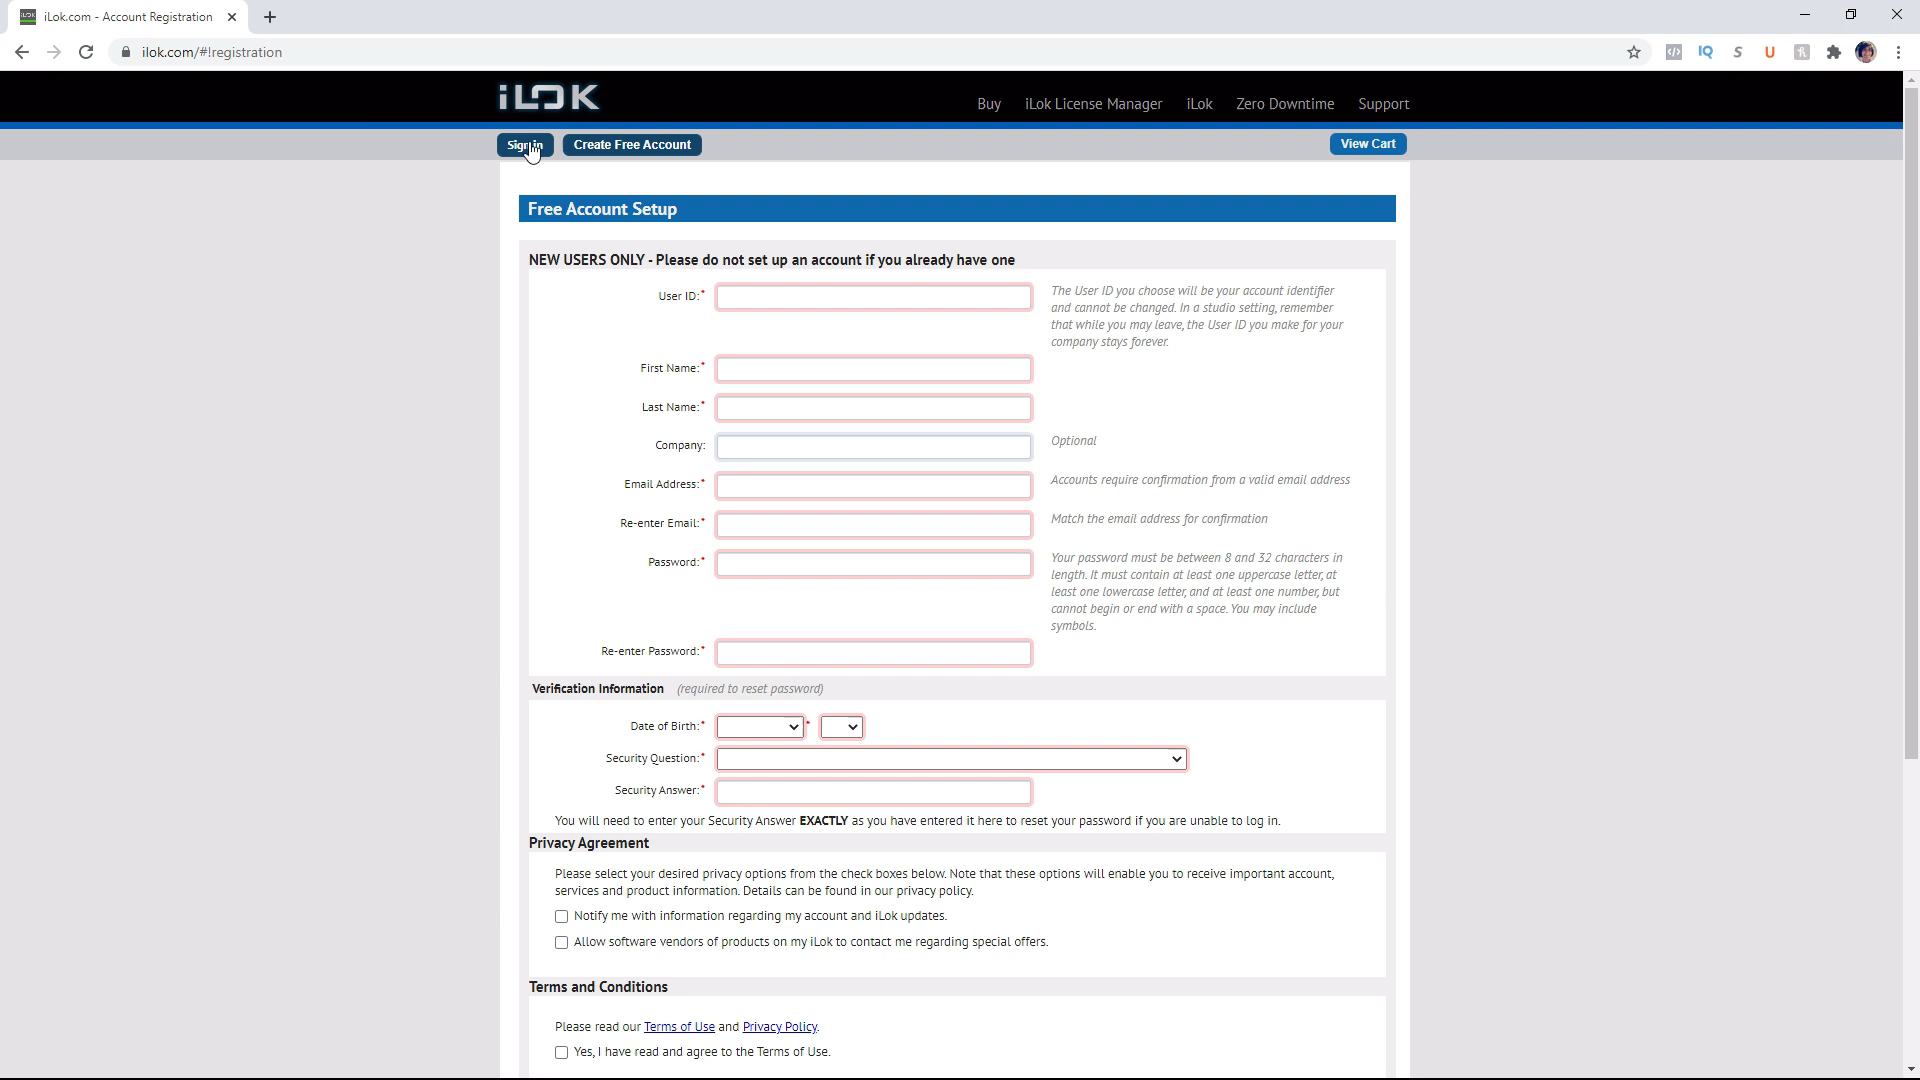 iLok.com - Account Registration
ilok.com/#!registration
iLOK
Buy iLok License Manager iLok Zero Downtime Support
Sign In Create Free Account View Cart
Free Account Setup
NEW USERS ONLY - Please do not set up an account if you already have one
User ID:*
The User ID you choose will be your account identifier
and cannot be changed. In a studio setting, remember
that while you may leave, the User ID you make for your
company stays forever.
First Name:*
Last Name:*
Company:
Optional
Email Address:*
Accounts require confirmation from a valid email address
Re-enter Email:*
Match the email address for confirmation
Password:*
Your password must be between 8 and 32 characters in
length. It must contain at least one uppercase letter, at
least one lowercase letter, and at least one number, but
cannot begin or end with a space. You may include
symbols.
Re-enter Password:*
Verification Information (required to reset password)
Date of Birth:* *
Security Question:*
Security Answer:*
You will need to enter your Security Answer EXACTLY as you have entered it here to reset your password if you are unable to log in.
Privacy Agreement
Please select your desired privacy options from the check boxes below. Note that these options will enable you to receive important account,
services and product information. Details can be found in our privacy policy.
Notify me with information regarding my account and iLok updates.
Allow software vendors of products on my iLok to contact me regarding special offers.
Terms and Conditions
Please read our Terms of Use and Privacy Policy.
Yes, I have read and agree to the Terms of Use.